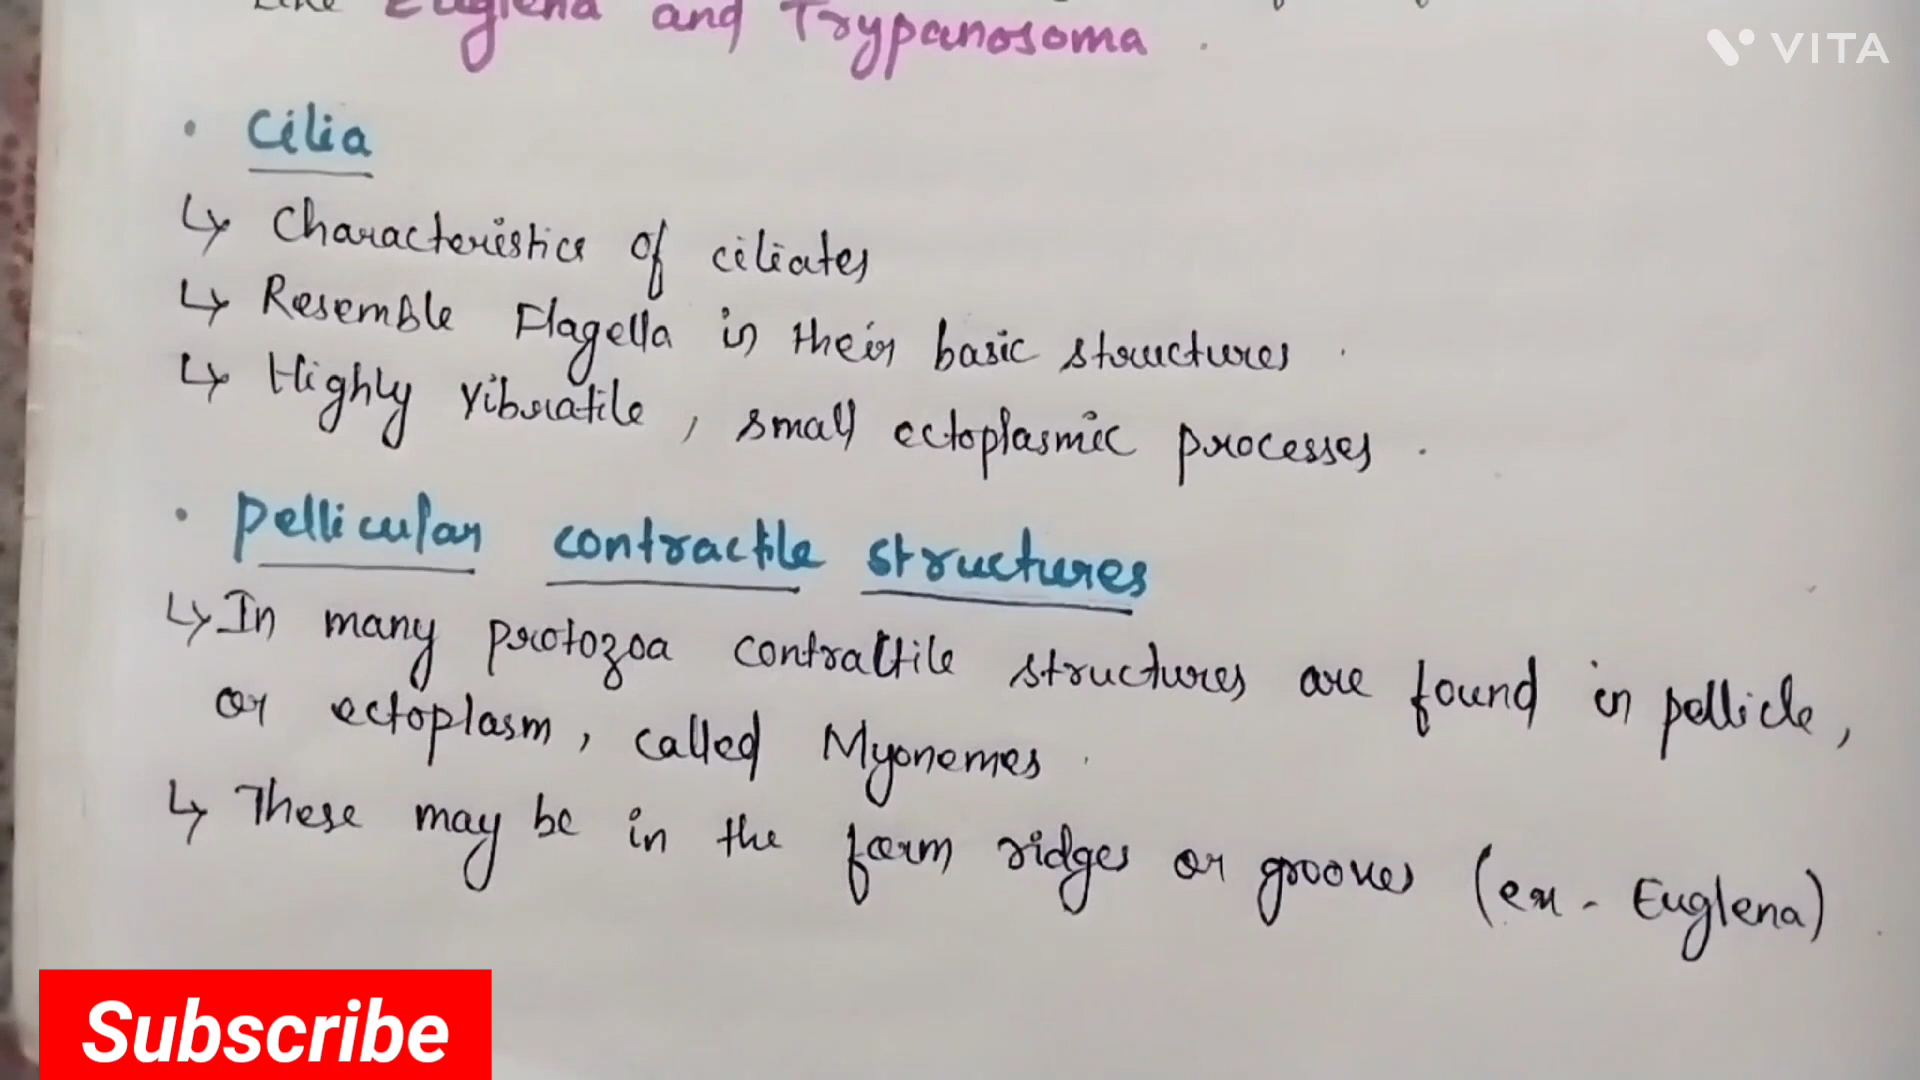 Like Euglena and Trypanosoma
VITA
• Cilia
↳ Characteristics of ciliates
↳ Resemble Flagella in their basic structures.
↳ Highly vibratile, small ectoplasmic processes.
• Pellicular contractile structures
↳ In many protozoa contractile structures are found in pellicle,
or ectoplasm, called Myonemes.
↳ These may be in the form ridges or grooves (ex - Euglena)
Subscribe